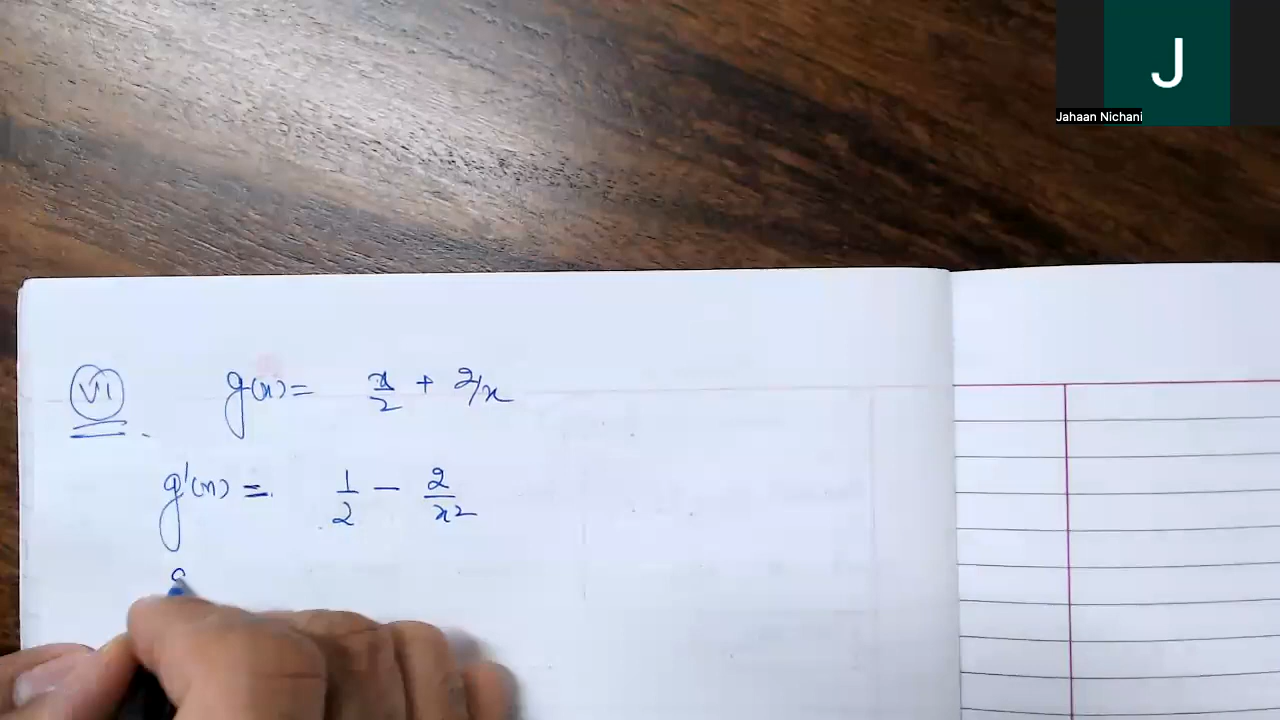 J
Jahaan Nichani
VI . g(x) = x/2 + 2/x
g'(x) = 1/2 - 2/x²
g